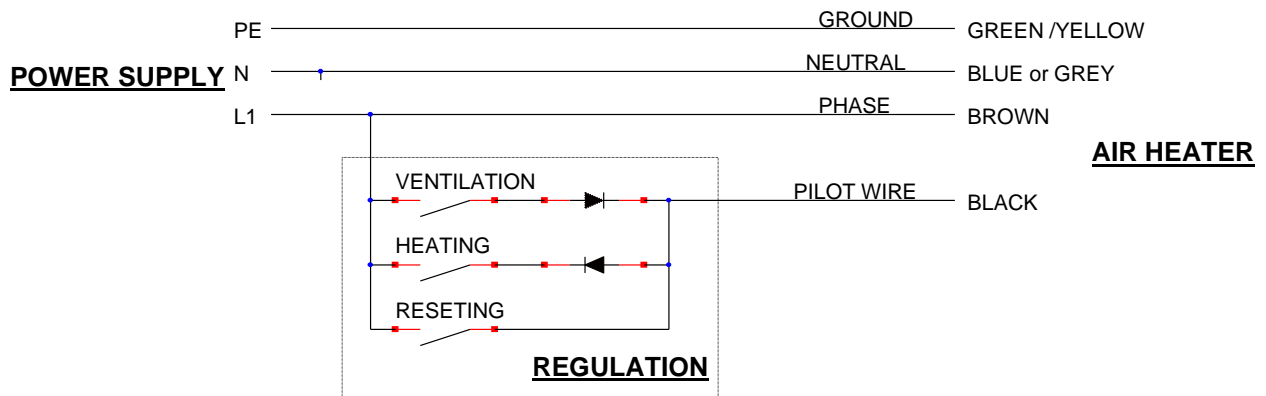 PE GROUND GREEN /YELLOW
POWER SUPPLY N NEUTRAL BLUE or GREY
L1 PHASE BROWN
AIR HEATER
VENTILATION PILOT WIRE BLACK
HEATING
RESETING
REGULATION